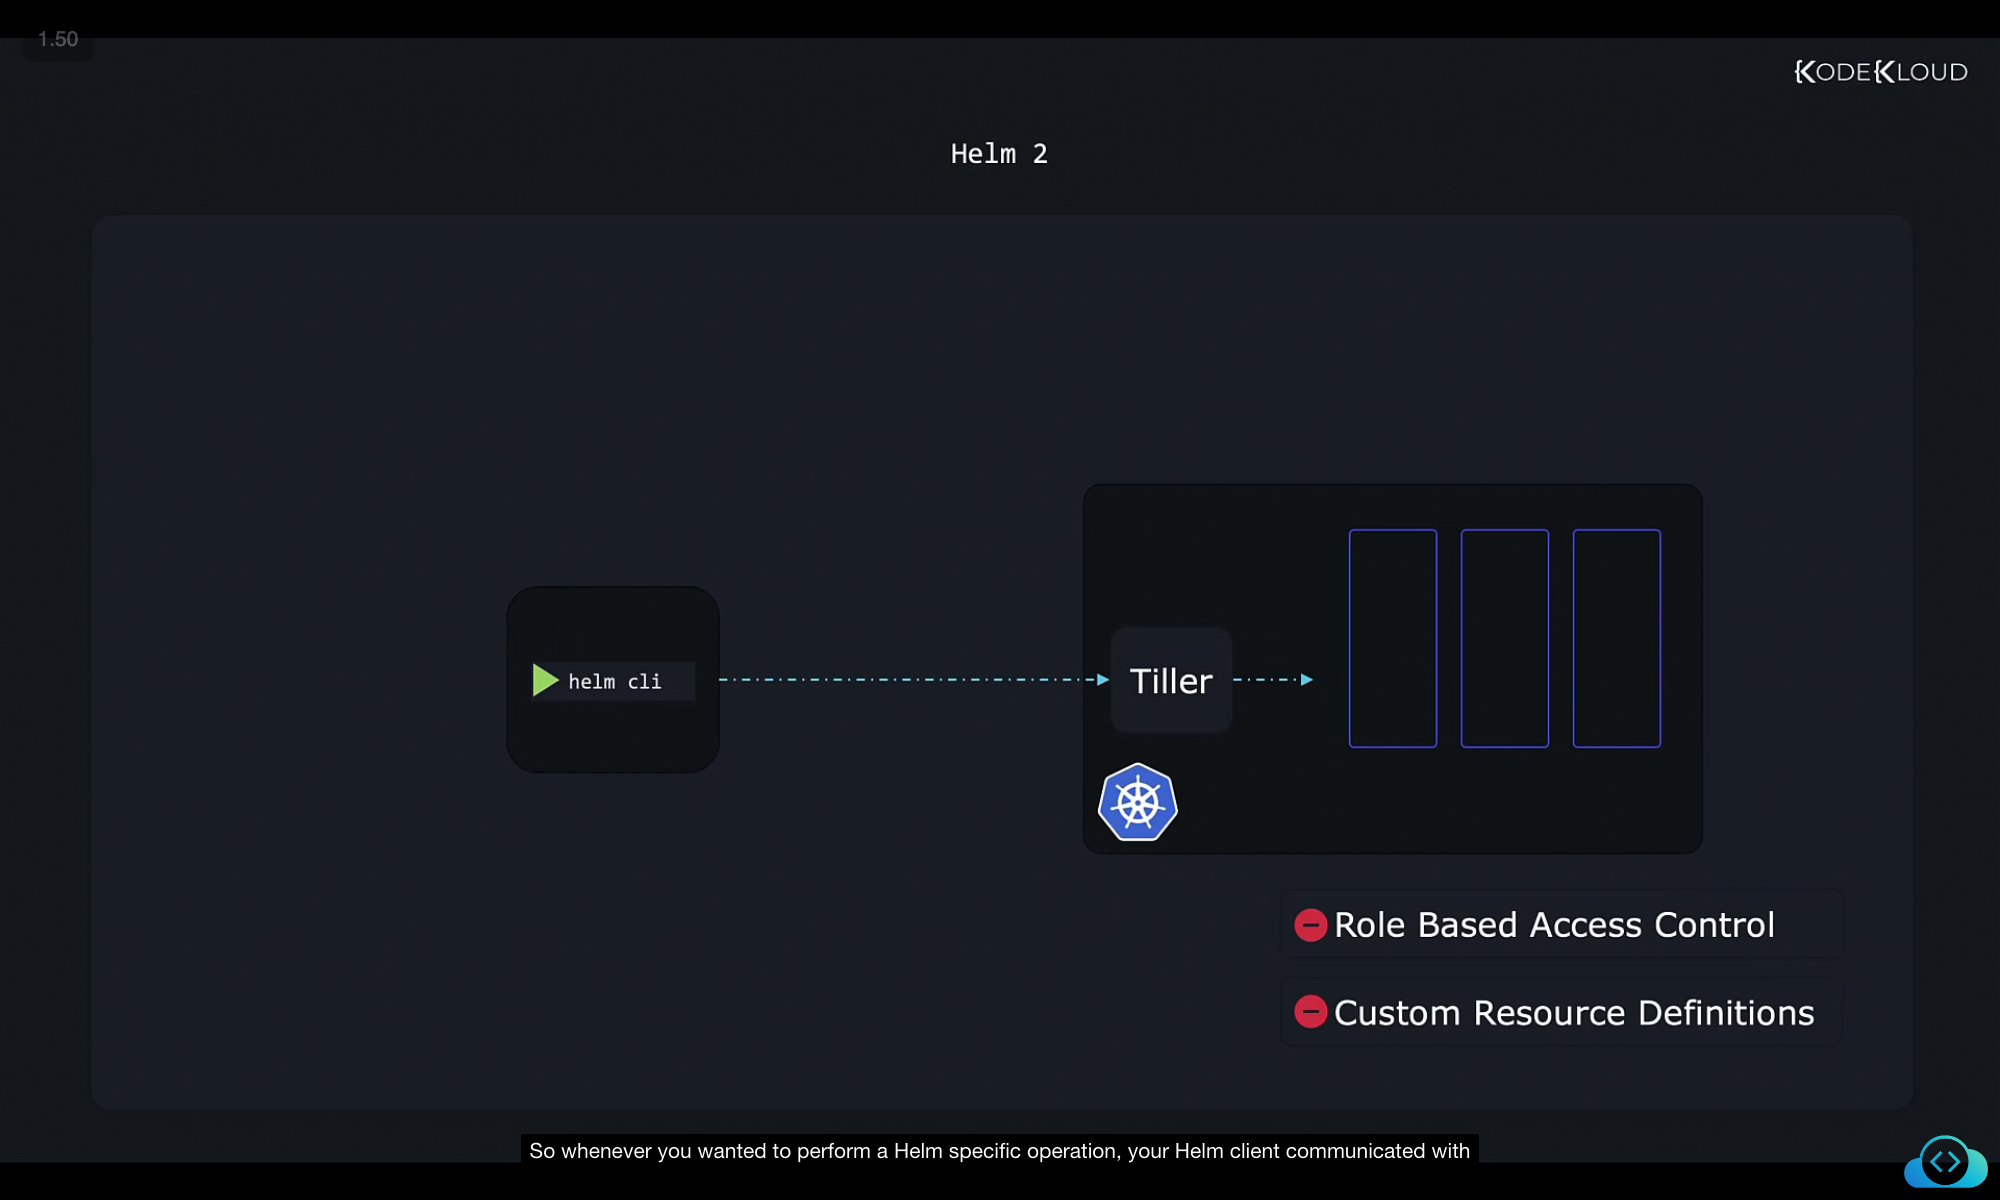 1.50
KODEKLOUD
Helm 2
helm cli
Tiller
Role Based Access Control
Custom Resource Definitions
So whenever you wanted to perform a Helm specific operation, your Helm client communicated with